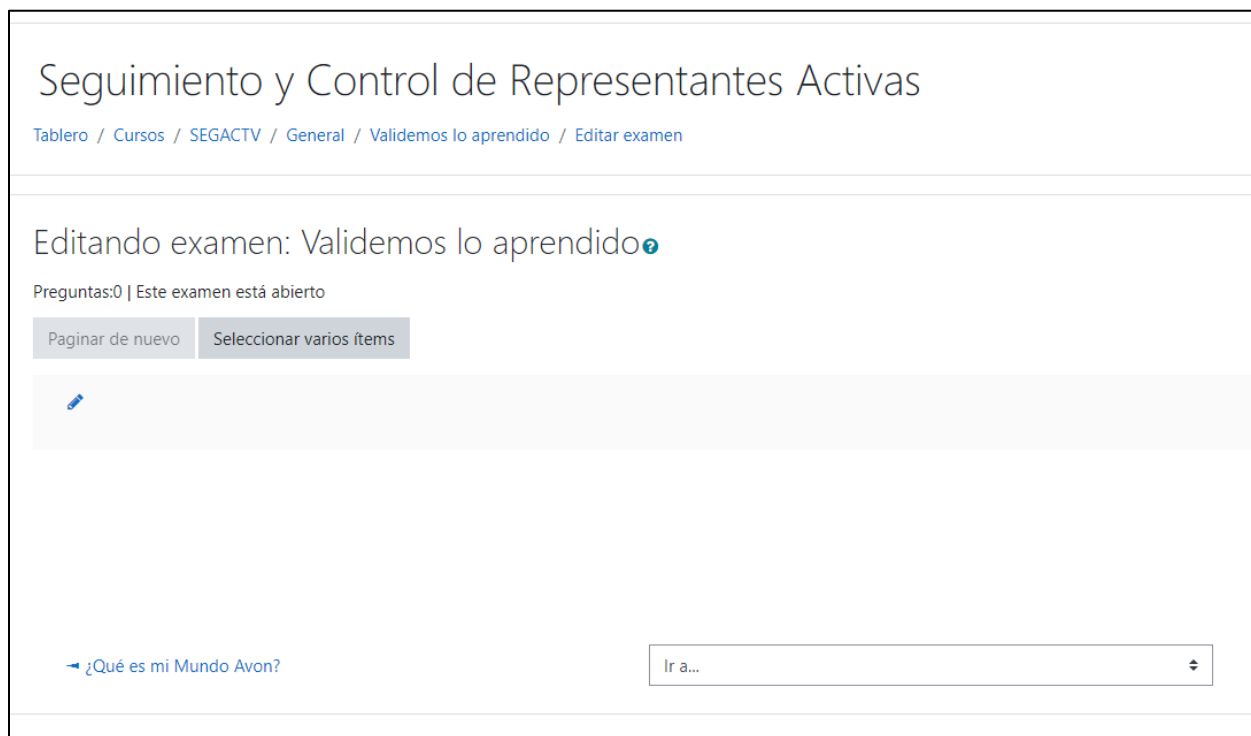 Seguimiento y Control de Representantes Activas
Tablero / Cursos / SEGACTV / General / Validemos lo aprendido / Editar examen
Editando examen: Validemos lo aprendido
Preguntas:0 | Este examen está abierto
Paginar de nuevo Seleccionar varios ítems
¿Qué es mi Mundo Avon? Ir a...